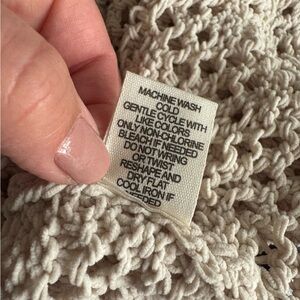 MACHINE WASH
COLD
GENTLE CYCLE WITH
LIKE COLORS
ONLY NON-CHLORINE
BLEACH IF NEEDED
DO NOT WRING
OR TWIST
RESHAPE AND
DRY FLAT
COOL IRON IF
NEEDED